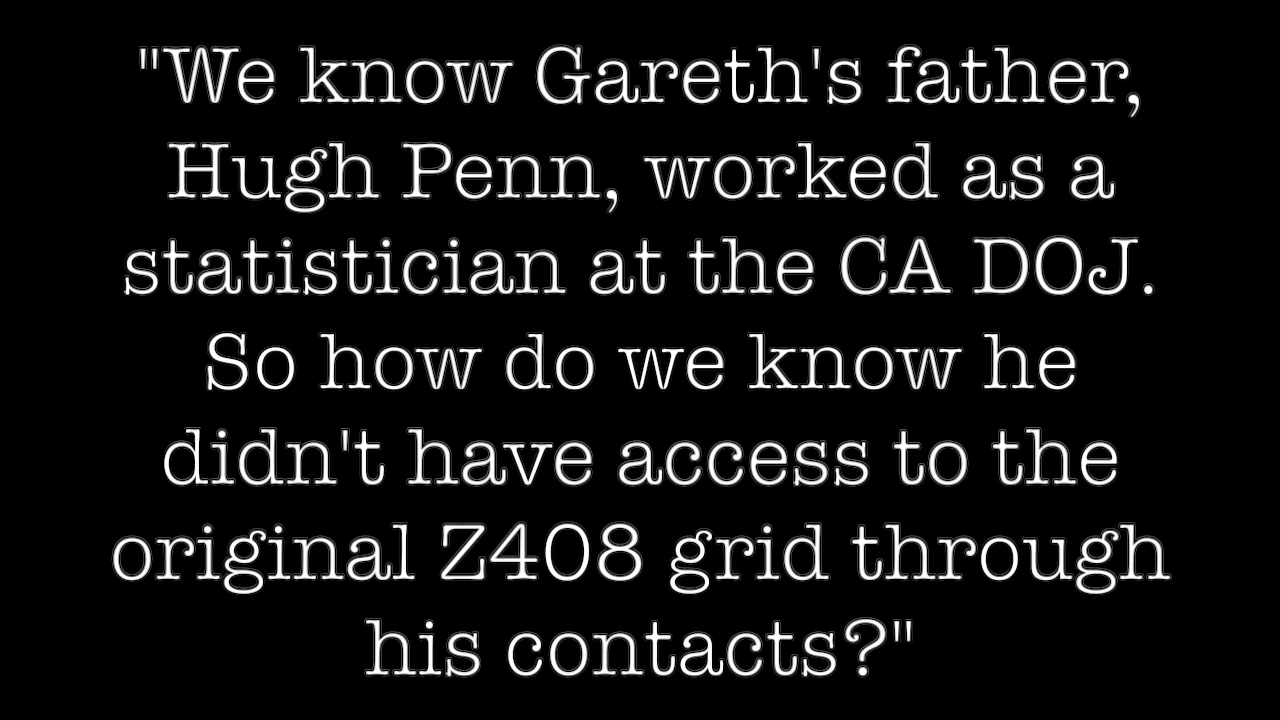 "We know Gareth's father,
Hugh Penn, worked as a
statistician at the CA DOJ.
So how do we know he
didn't have access to the
original Z408 grid through
his contacts?"